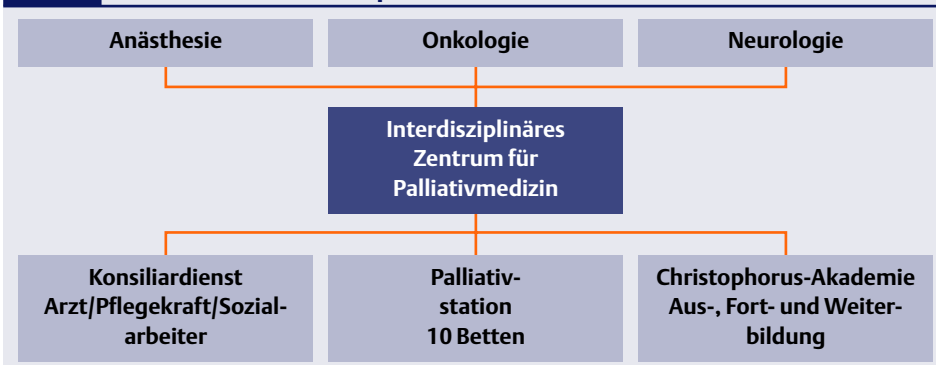 Anästhesie
Onkologie
Neurologie
Interdisziplinäres
Zentrum für
Palliativmedizin
Konsiliardienst
Arzt/Pflegekraft/Sozial-
arbeiter
Palliativ-
station
10 Betten
Christophorus-Akademie
Aus-, Fort- und Weiter-
bildung